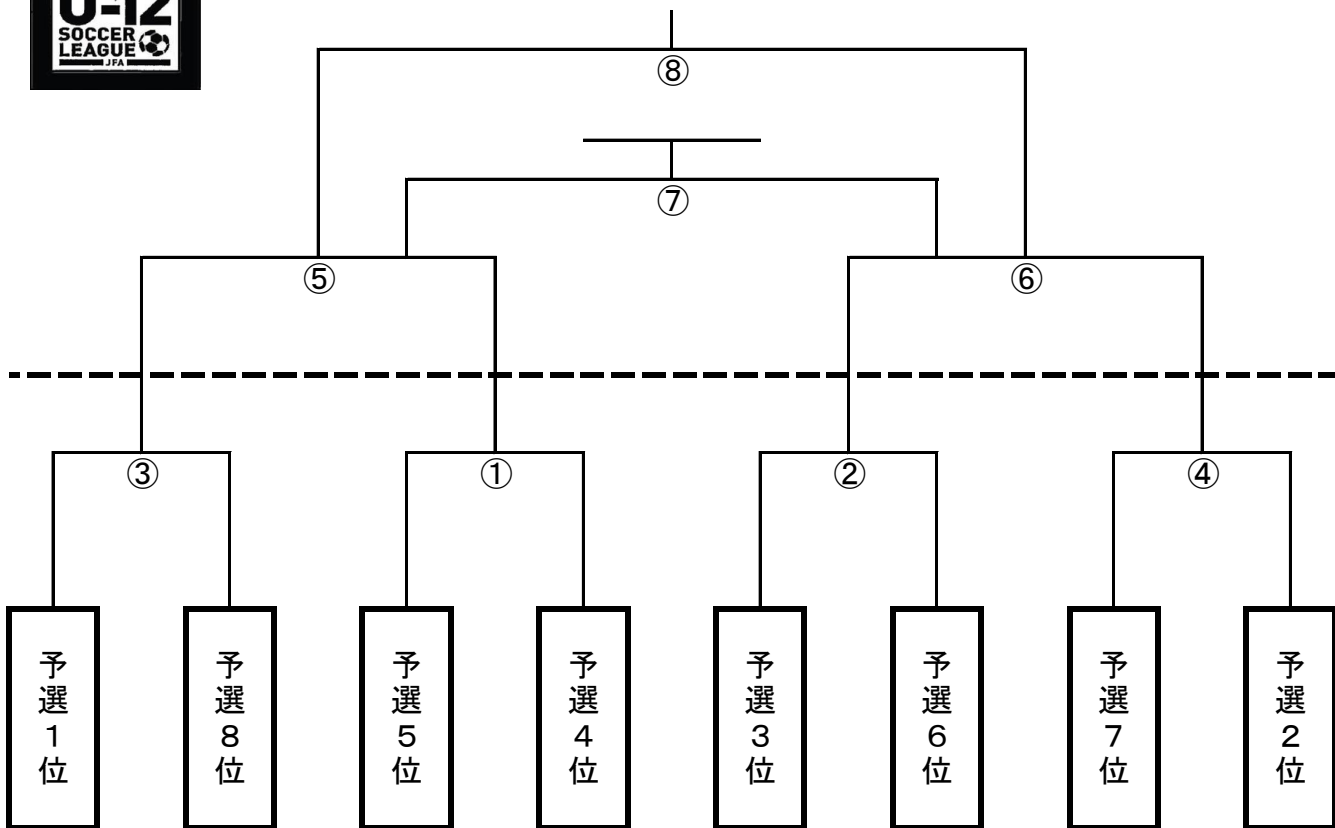 U-12
SOCCER
LEAGUE
JFA
⑧
⑦
⑤
⑥
③
①
②
④
予選1位
予選8位
予選5位
予選4位
予選3位
予選6位
予選7位
予選2位